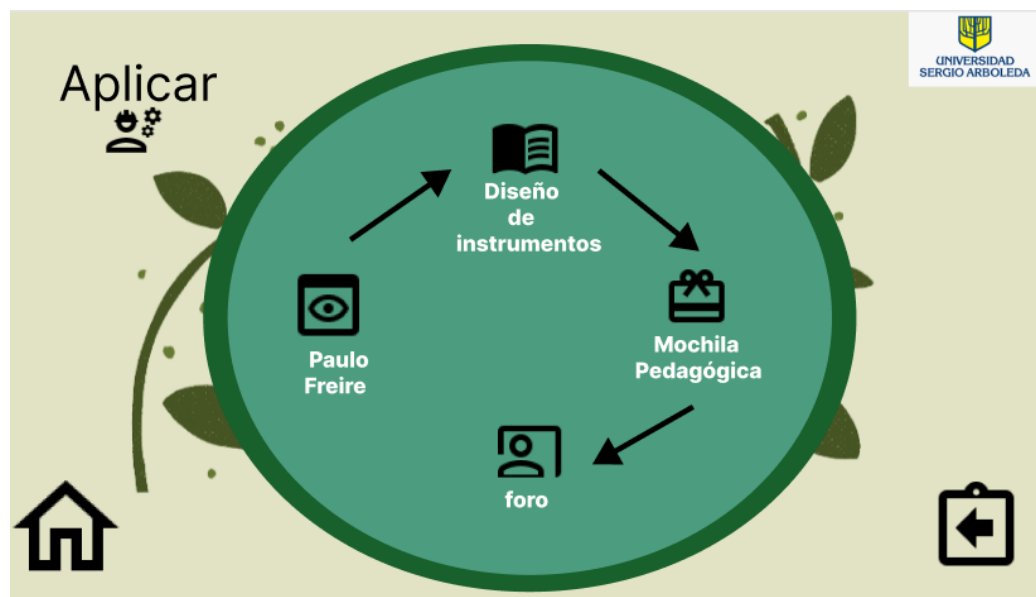 UNIVERSIDAD
SERGIO ARBOLEDA
Aplicar
Diseño
de
instrumentos
Paulo
Freire
Mochila
Pedagógica
foro